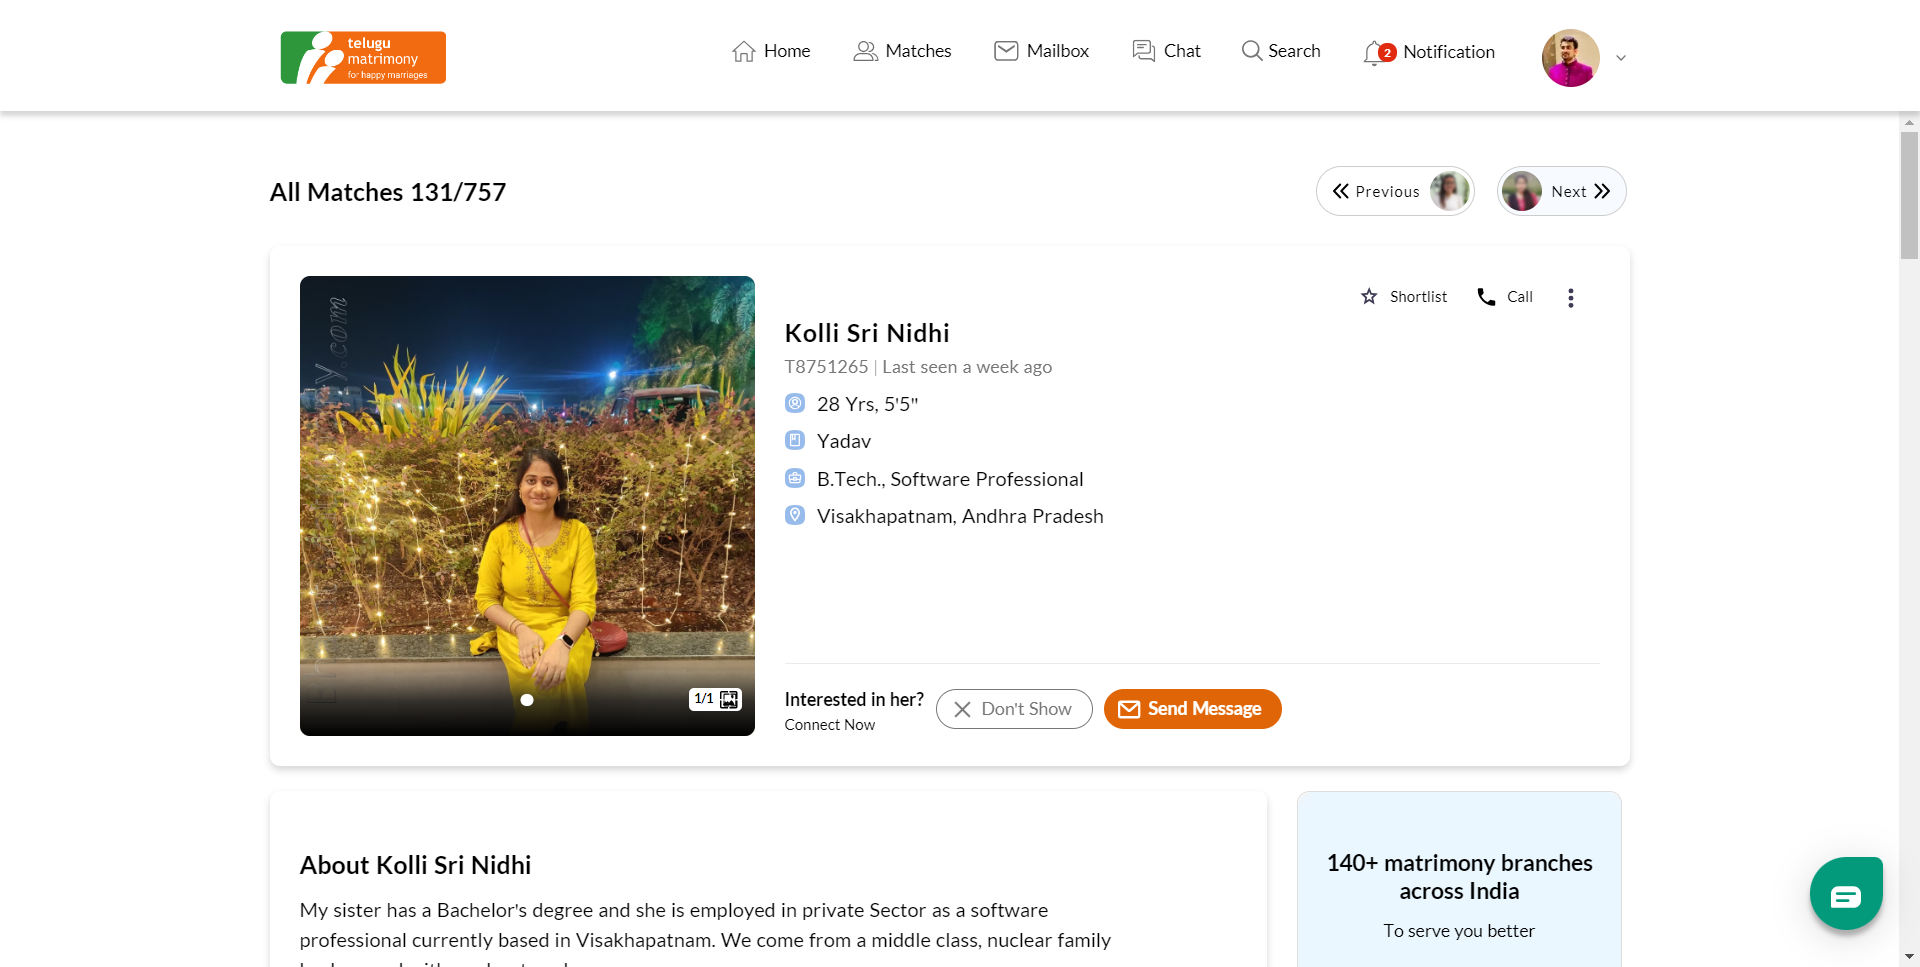 telugu
matrimony
for happy marriages
Home
Matches
Mailbox
Chat
Search
2
Notification
All Matches 131/757
Previous
Next
Shortlist
Call
Kolli Sri Nidhi
T8751265 | Last seen a week ago
28 Yrs, 5'5"
Yadav
B.Tech., Software Professional
Visakhapatnam, Andhra Pradesh
y.com
1/1
Interested in her?
Connect Now
Don't Show
Send Message
About Kolli Sri Nidhi
My sister has a Bachelor's degree and she is employed in private Sector as a software
professional currently based in Visakhapatnam. We come from a middle class, nuclear family
140+ matrimony branches
across India
To serve you better